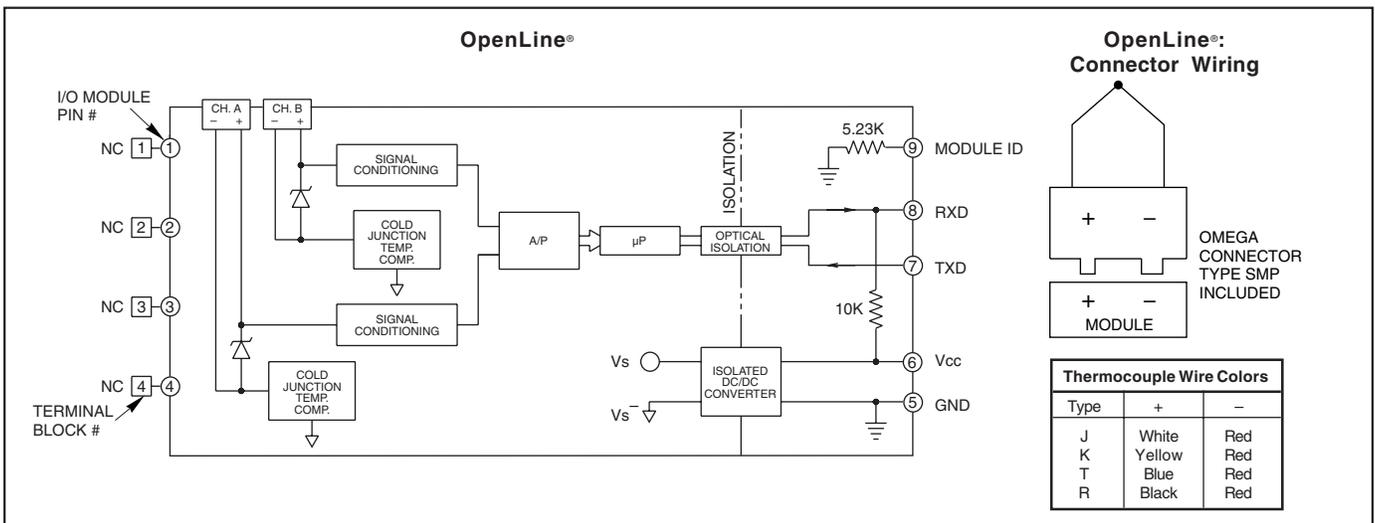 OpenLine®
OpenLine®:
Connector Wiring
I/O MODULE
PIN #
CH. A
– +
CH. B
– +
NC 1 1
NC 2 2
NC 3 3
NC 4 4
TERMINAL
BLOCK #
SIGNAL
CONDITIONING
COLD
JUNCTION
TEMP.
COMP.
SIGNAL
CONDITIONING
COLD
JUNCTION
TEMP.
COMP.
A/P
µP
ISOLATION
OPTICAL
ISOLATION
5.23K
9 MODULE ID
8 RXD
7 TXD
10K
Vs
Vs–
ISOLATED
DC/DC
CONVERTER
6 Vcc
5 GND
+ –
OMEGA
CONNECTOR
TYPE SMP
INCLUDED
+ –
MODULE
Thermocouple Wire Colors
Type + –
J White Red
K Yellow Red
T Blue Red
R Black Red